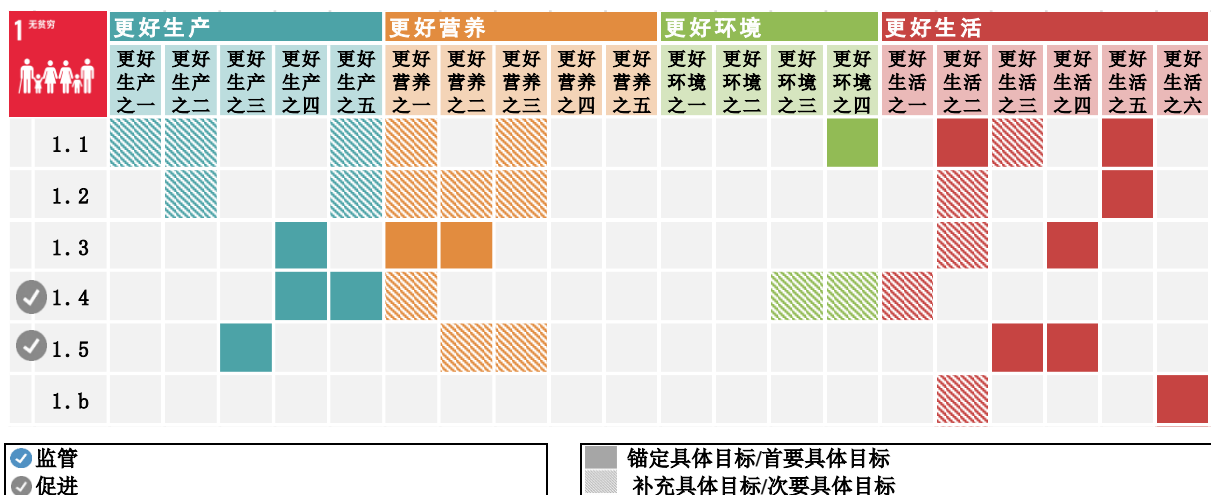 1 无贫穷
更好生产 更好营养 更好环境 更好生活
更好 更好 更好 更好 更好 更好 更好 更好 更好 更好 更好 更好 更好 更好 更好 更好 更好 更好 更好 更好
生产 生产 生产 生产 生产 营养 营养 营养 营养 营养 环境 环境 环境 环境 生活 生活 生活 生活 生活 生活
之一 之二 之三 之四 之五 之一 之二 之三 之四 之五 之一 之二 之三 之四 之一 之二 之三 之四 之五 之六
1.1
1.2
1.3
1.4
1.5
1.b
监管
促进
锚定具体目标/首要具体目标
补充具体目标/次要具体目标